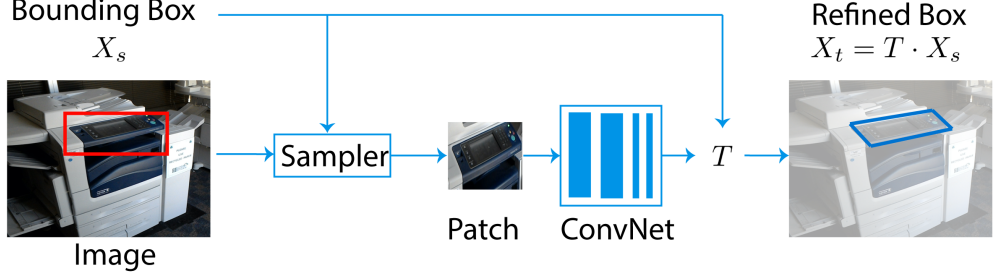 Bounding Box
X_s
Refined Box
X_t = T · X_s
Sampler
T
Patch
ConvNet
Image